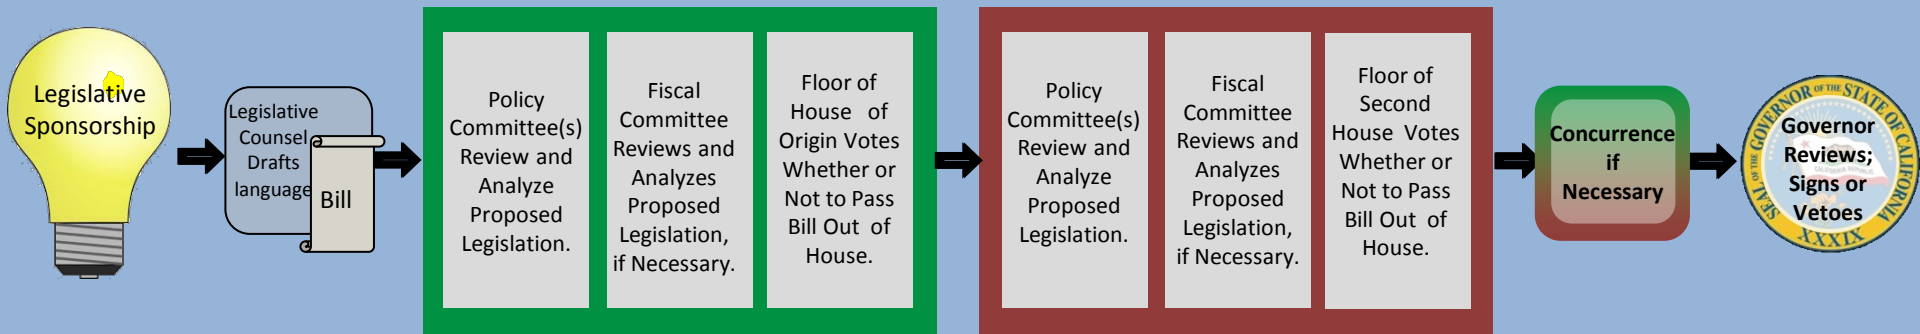 Legislative
Sponsorship
Legislative
Counsel
Drafts
language
Bill
Policy
Committee(s)
Review and
Analyze
Proposed
Legislation.
Fiscal
Committee
Reviews and
Analyzes
Proposed
Legislation,
if Necessary.
Floor of
House of
Origin Votes
Whether or
Not to Pass
Bill Out of
House.
Policy
Committee(s)
Review and
Analyze
Proposed
Legislation.
Fiscal
Committee
Reviews and
Analyzes
Proposed
Legislation,
if Necessary.
Floor of
Second
House Votes
Whether or
Not to Pass
Bill Out of
House.
Concurrence
if
Necessary
SEAL OF THE GOVERNOR OF THE STATE OF CALIFORNIA
Governor
Reviews;
Signs or
Vetoes
XXXIX